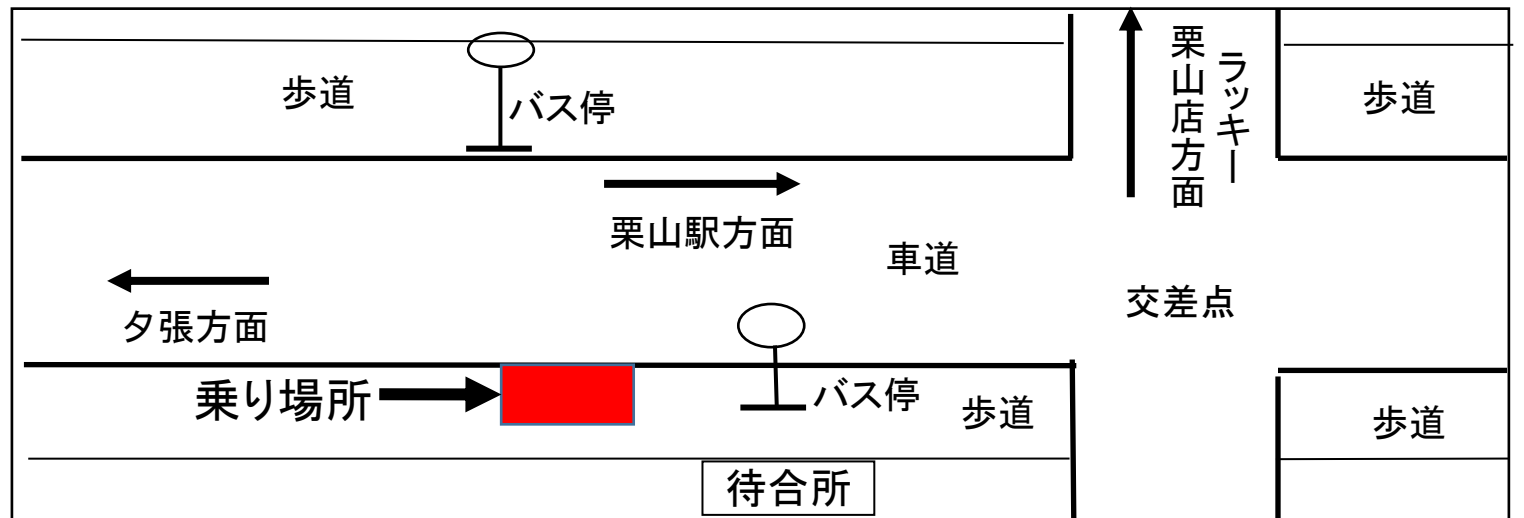 歩道
バス停
ラッキー
栗山店方面
歩道
栗山駅方面
車道
夕張方面
交差点
乗り場所
バス停
歩道
歩道
待合所